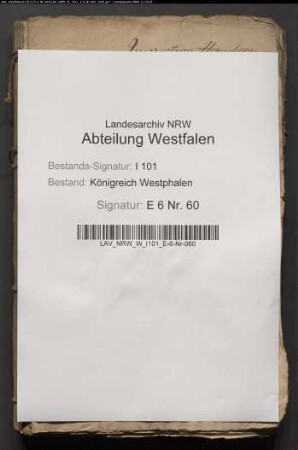 Landesarchiv NRW
Abteilung Westfalen
Bestands-Signatur: I 101
Bestand: Königreich Westphalen
Signatur: E 6 Nr. 60
LAV_NRW_W_I101_E-6-Nr-060